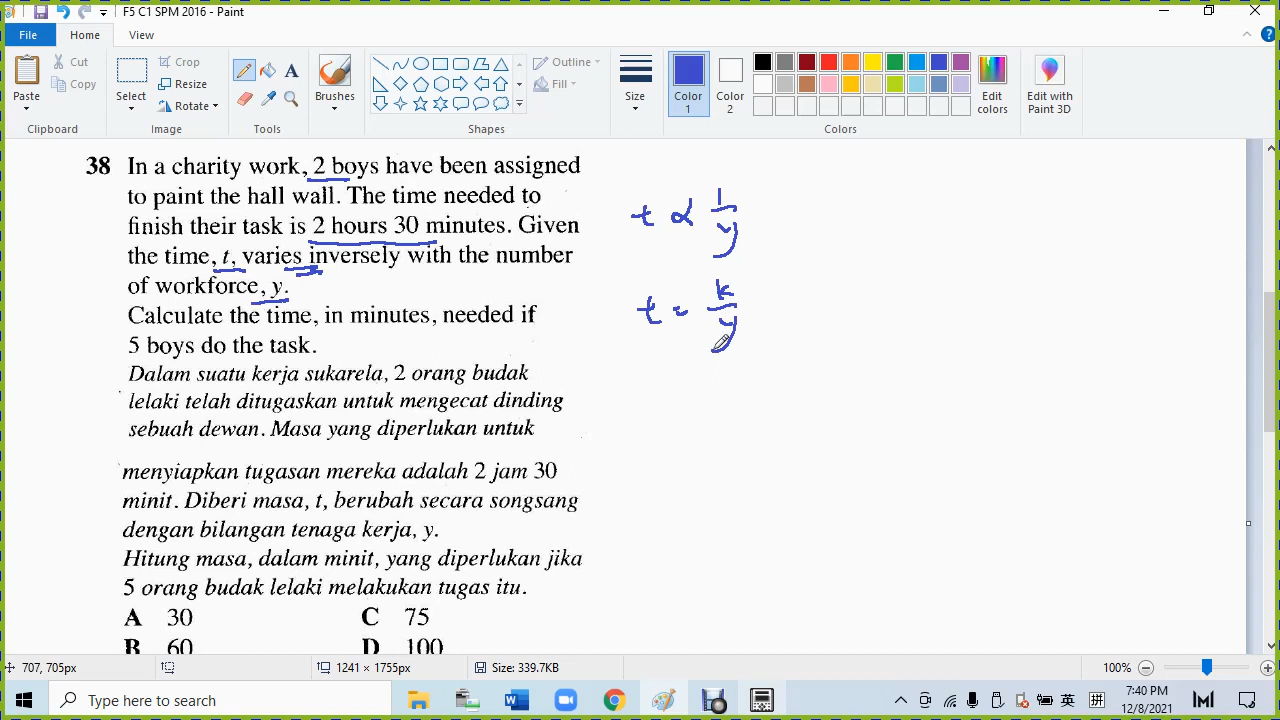 F5 C1 SPM 2016 - Paint
File Home View
Paste Cut Copy Clipboard
Select Crop Resize Rotate Image
Tools
Brushes
Outline Fill Shapes
Size
Color 1 Color 2 Edit colors Colors
Edit with Paint 3D
38 In a charity work, 2 boys have been assigned
to paint the hall wall. The time needed to
finish their task is 2 hours 30 minutes. Given
the time, t, varies inversely with the number
of workforce, y.
Calculate the time, in minutes, needed if
5 boys do the task.
Dalam suatu kerja sukarela, 2 orang budak
lelaki telah ditugaskan untuk mengecat dinding
sebuah dewan. Masa yang diperlukan untuk
menyiapkan tugasan mereka adalah 2 jam 30
minit. Diberi masa, t, berubah secara songsang
dengan bilangan tenaga kerja, y.
Hitung masa, dalam minit, yang diperlukan jika
5 orang budak lelaki melakukan tugas itu.
A 30 C 75
B 60 D 100
t ∝ 1/y
t = k/y
707, 705px 1241 × 1755px Size: 339.7KB 100%
Type here to search
英 拼 7:40 PM
12/8/2021